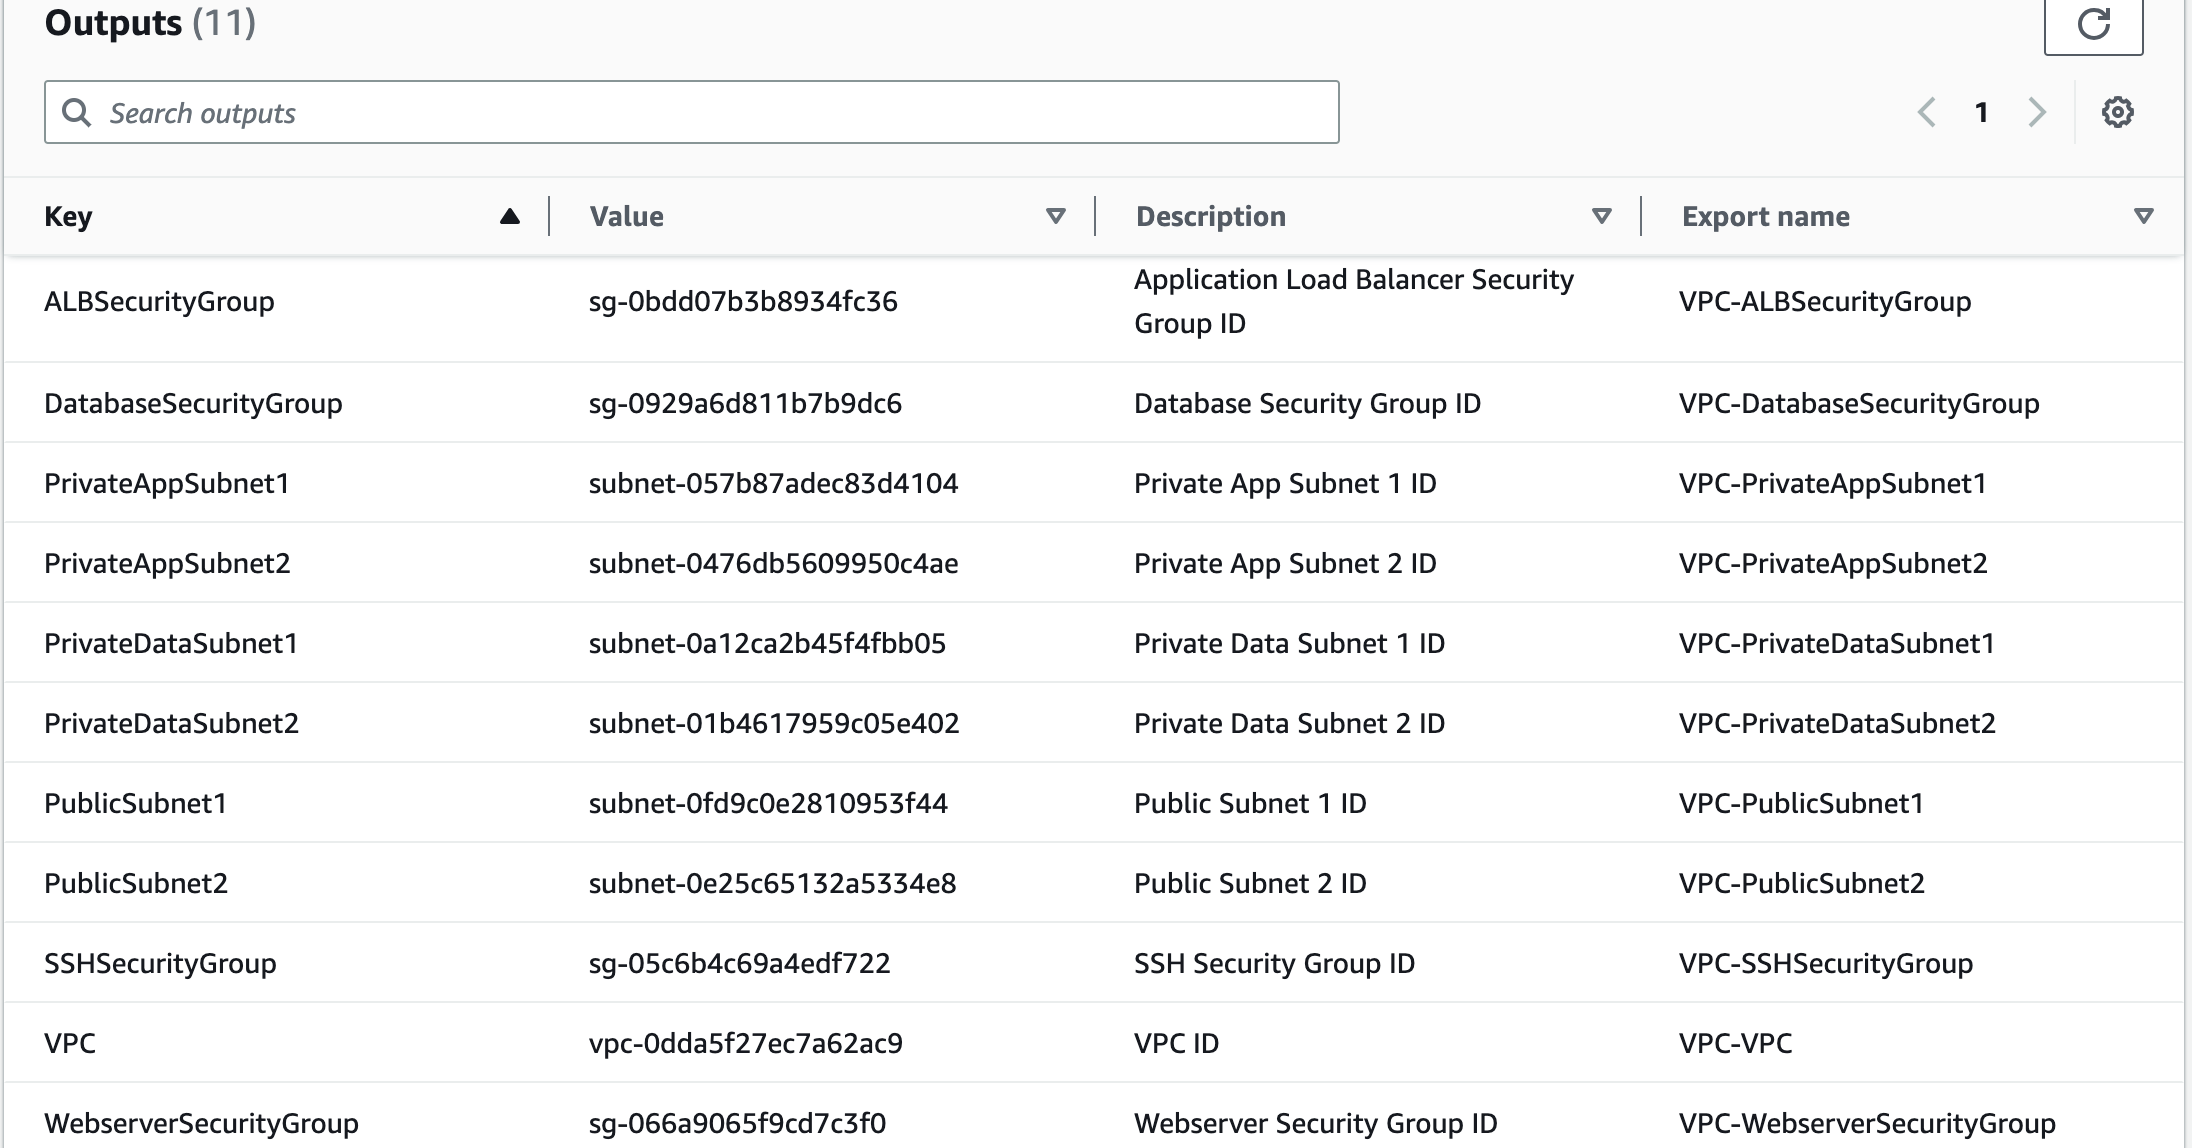 Outputs (11)
Search outputs
1
Key Value Description Export name
ALBSecurityGroup sg-0bdd07b3b8934fc36 Application Load Balancer Security Group ID VPC-ALBSecurityGroup
DatabaseSecurityGroup sg-0929a6d811b7b9dc6 Database Security Group ID VPC-DatabaseSecurityGroup
PrivateAppSubnet1 subnet-057b87adec83d4104 Private App Subnet 1 ID VPC-PrivateAppSubnet1
PrivateAppSubnet2 subnet-0476db5609950c4ae Private App Subnet 2 ID VPC-PrivateAppSubnet2
PrivateDataSubnet1 subnet-0a12ca2b45f4fbb05 Private Data Subnet 1 ID VPC-PrivateDataSubnet1
PrivateDataSubnet2 subnet-01b4617959c05e402 Private Data Subnet 2 ID VPC-PrivateDataSubnet2
PublicSubnet1 subnet-0fd9c0e2810953f44 Public Subnet 1 ID VPC-PublicSubnet1
PublicSubnet2 subnet-0e25c65132a5334e8 Public Subnet 2 ID VPC-PublicSubnet2
SSHSecurityGroup sg-05c6b4c69a4edf722 SSH Security Group ID VPC-SSHSecurityGroup
VPC vpc-0dda5f27ec7a62ac9 VPC ID VPC-VPC
WebserverSecurityGroup sg-066a9065f9cd7c3f0 Webserver Security Group ID VPC-WebserverSecurityGroup